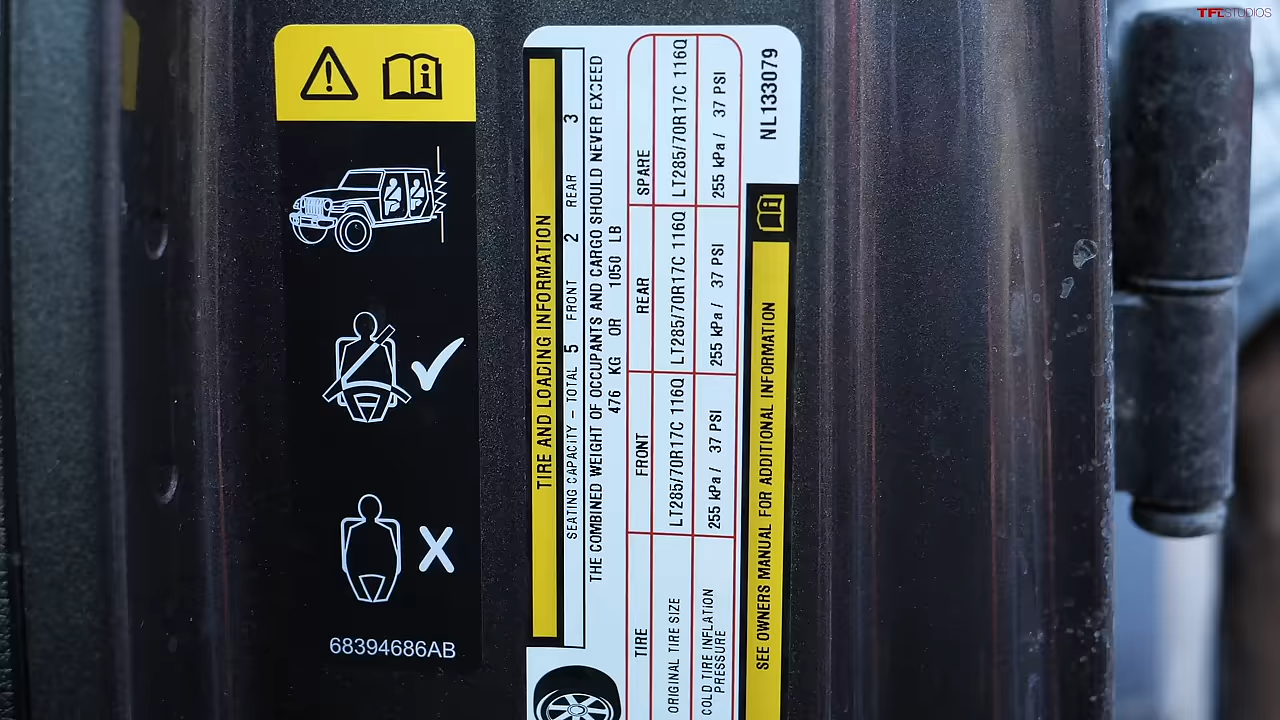 TFLSTUDIOS
68394686AB
TIRE AND LOADING INFORMATION
SEATING CAPACITY – TOTAL 5 FRONT 2 REAR 3
THE COMBINED WEIGHT OF OCCUPANTS AND CARGO SHOULD NEVER EXCEED
476 KG OR 1050 LB
TIRE FRONT REAR SPARE
ORIGINAL TIRE SIZE LT285/70R17C 116Q LT285/70R17C 116Q LT285/70R17C 116Q
COLD TIRE INFLATION
PRESSURE 255 kPa / 37 PSI 255 kPa / 37 PSI 255 kPa / 37 PSI
SEE OWNERS MANUAL FOR ADDITIONAL INFORMATION
NL133079